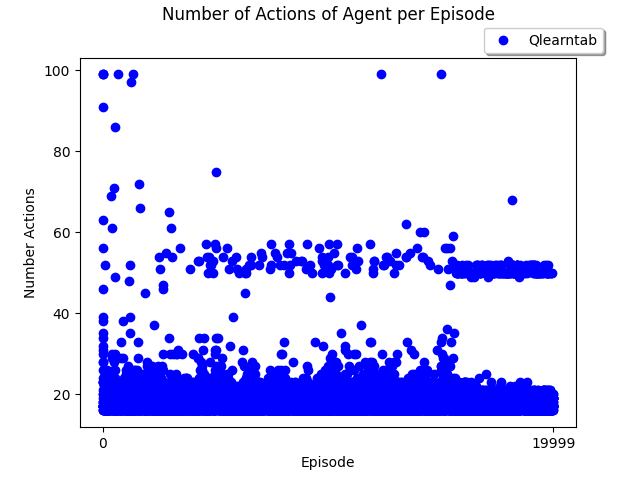 Number of Actions of Agent per Episode
Qlearntab
100
80
60
40
20
Number Actions
0
19999
Episode